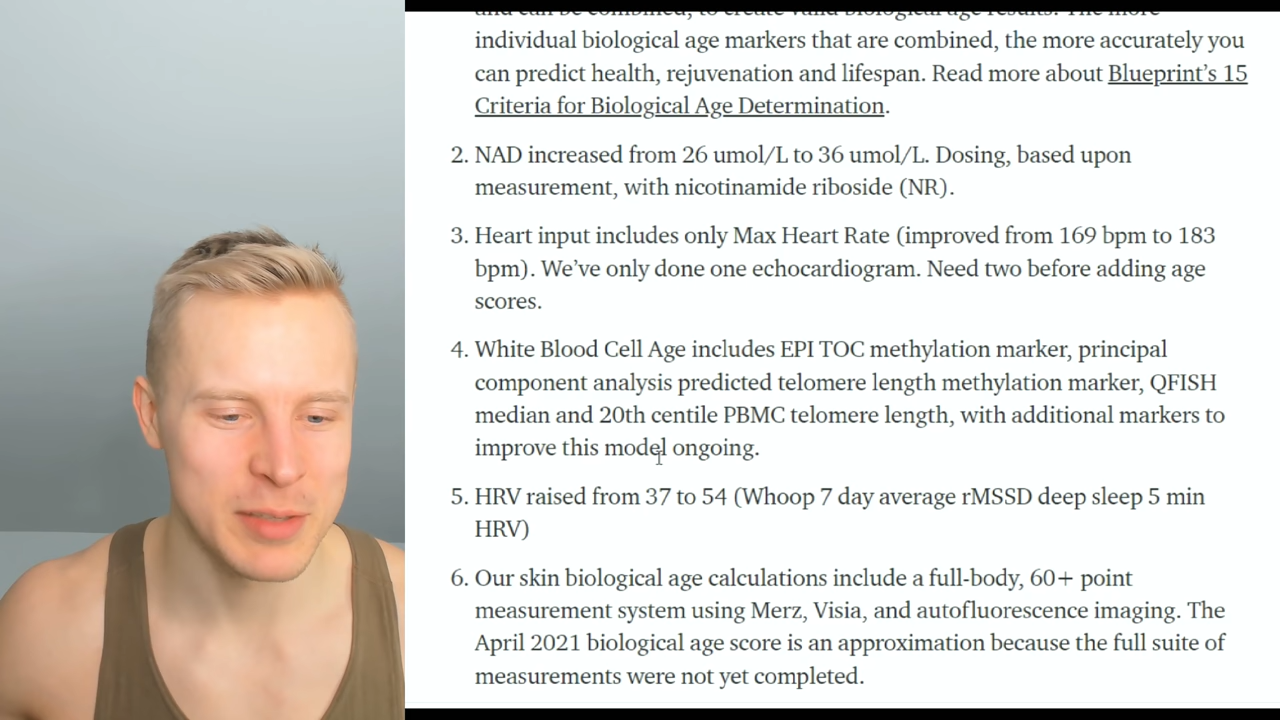 individual biological age markers that are combined, the more accurately you
can predict health, rejuvenation and lifespan. Read more about Blueprint’s 15
Criteria for Biological Age Determination.
2. NAD increased from 26 umol/L to 36 umol/L. Dosing, based upon
measurement, with nicotinamide riboside (NR).
3. Heart input includes only Max Heart Rate (improved from 169 bpm to 183
bpm). We’ve only done one echocardiogram. Need two before adding age
scores.
4. White Blood Cell Age includes EPI TOC methylation marker, principal
component analysis predicted telomere length methylation marker, QFISH
median and 20th centile PBMC telomere length, with additional markers to
improve this model ongoing.
5. HRV raised from 37 to 54 (Whoop 7 day average rMSSD deep sleep 5 min
HRV)
6. Our skin biological age calculations include a full-body, 60+ point
measurement system using Merz, Visia, and autofluorescence imaging. The
April 2021 biological age score is an approximation because the full suite of
measurements were not yet completed.